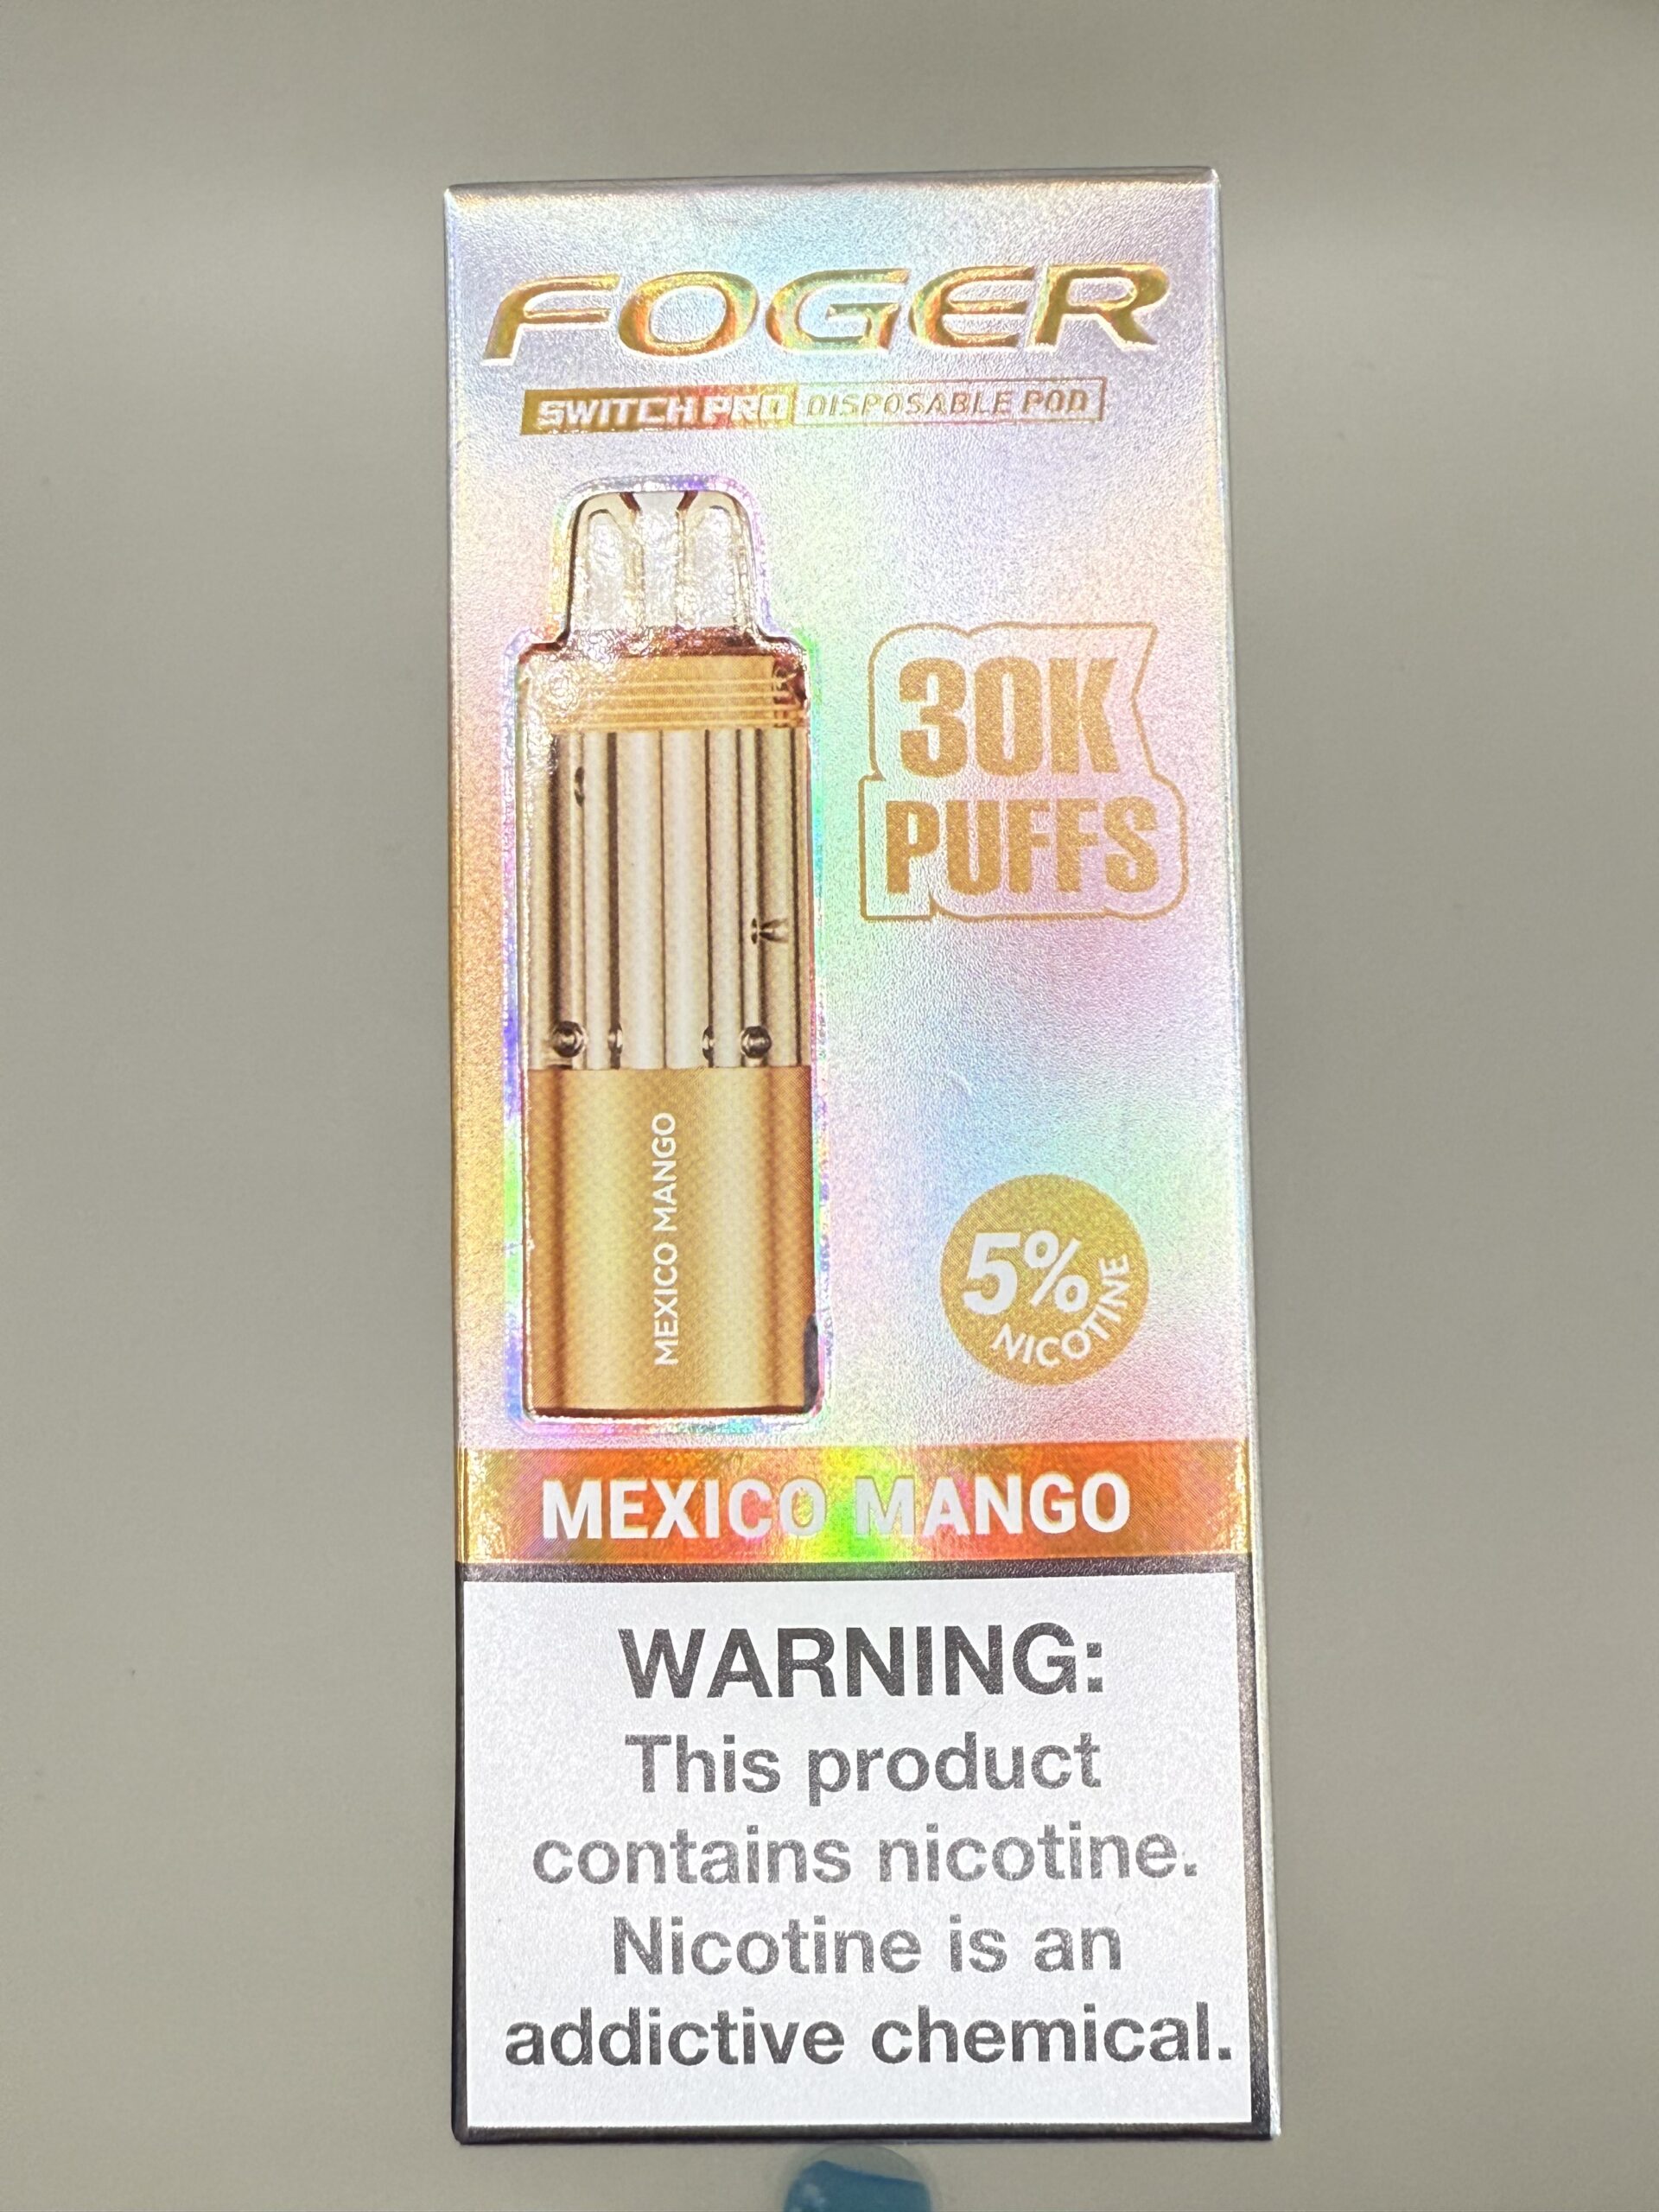 FOGER
SWITCH PRO DISPOSABLE POD
30K
PUFFS
MEXICO MANGO
5%
NICOTINE
MEXICO MANGO
WARNING:
This product
contains nicotine.
Nicotine is an
addictive chemical.